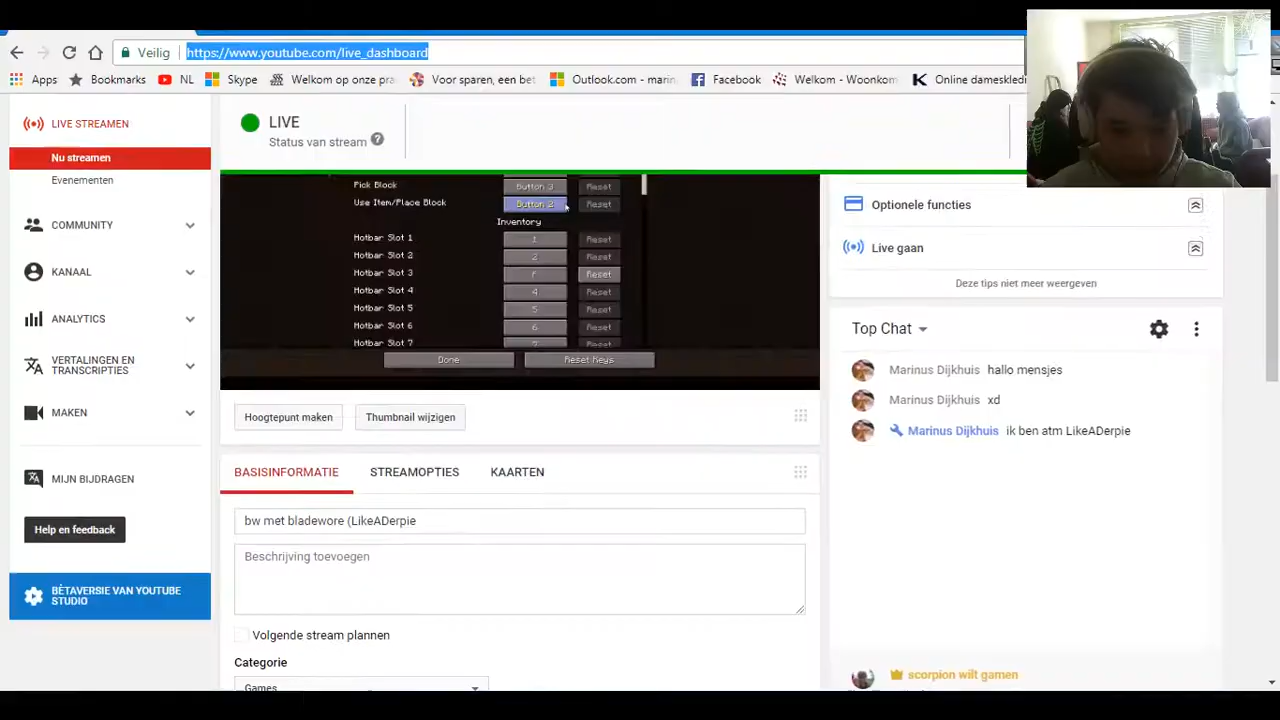 Veilig https://www.youtube.com/live_dashboard
Apps Bookmarks NL Skype Welkom op onze pra Voor sparen, een bet Outlook.com - marin Facebook Welkom - Woonkom Online dameskled
LIVE STREAMEN
Nu streamen
Evenementen
COMMUNITY
KANAAL
ANALYTICS
VERTALINGEN EN
TRANSCRIPTIES
MAKEN
MIJN BIJDRAGEN
Help en feedback
BÈTAVERSIE VAN YOUTUBE
STUDIO
LIVE
Status van stream ?
Pick Block Button 3 Reset
Use Item/Place Block Button 2 Reset
Inventory
Hotbar Slot 1 1 Reset
Hotbar Slot 2 2 Reset
Hotbar Slot 3 F Reset
Hotbar Slot 4 4 Reset
Hotbar Slot 5 5 Reset
Hotbar Slot 6 6 Reset
Hotbar Slot 7 7 Reset
Done Reset Keys
Hoogtepunt maken Thumbnail wijzigen
BASISINFORMATIE STREAMOPTIES KAARTEN
bw met bladewore (LikeADerpie
Beschrijving toevoegen
Volgende stream plannen
Categorie
Games
Optionele functies
Live gaan
Deze tips niet meer weergeven
Top Chat
Marinus Dijkhuis hallo mensjes
Marinus Dijkhuis xd
Marinus Dijkhuis ik ben atm LikeADerpie
scorpion wilt gamen